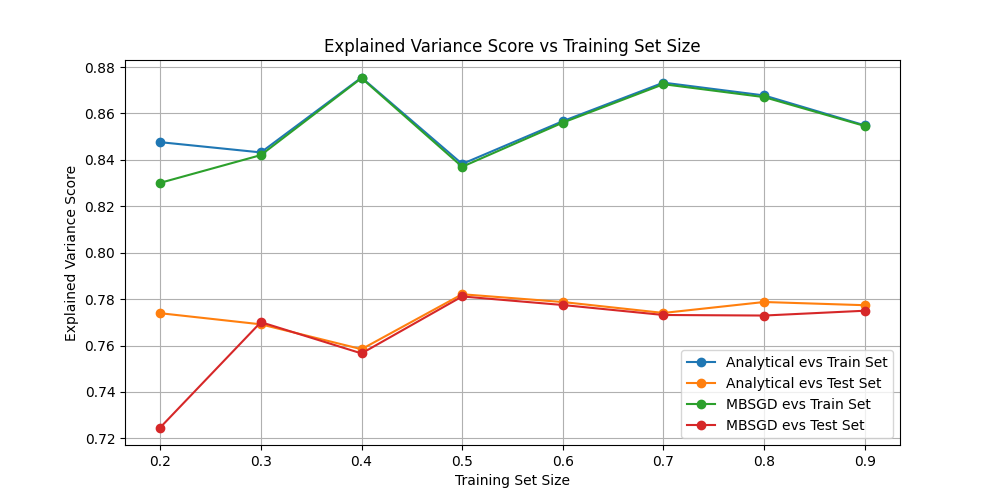 Explained Variance Score vs Training Set Size
Explained Variance Score
0.88
0.86
0.84
0.82
0.80
0.78
0.76
0.74
0.72
Analytical evs Train Set
Analytical evs Test Set
MBSGD evs Train Set
MBSGD evs Test Set
0.2 0.3 0.4 0.5 0.6 0.7 0.8 0.9
Training Set Size